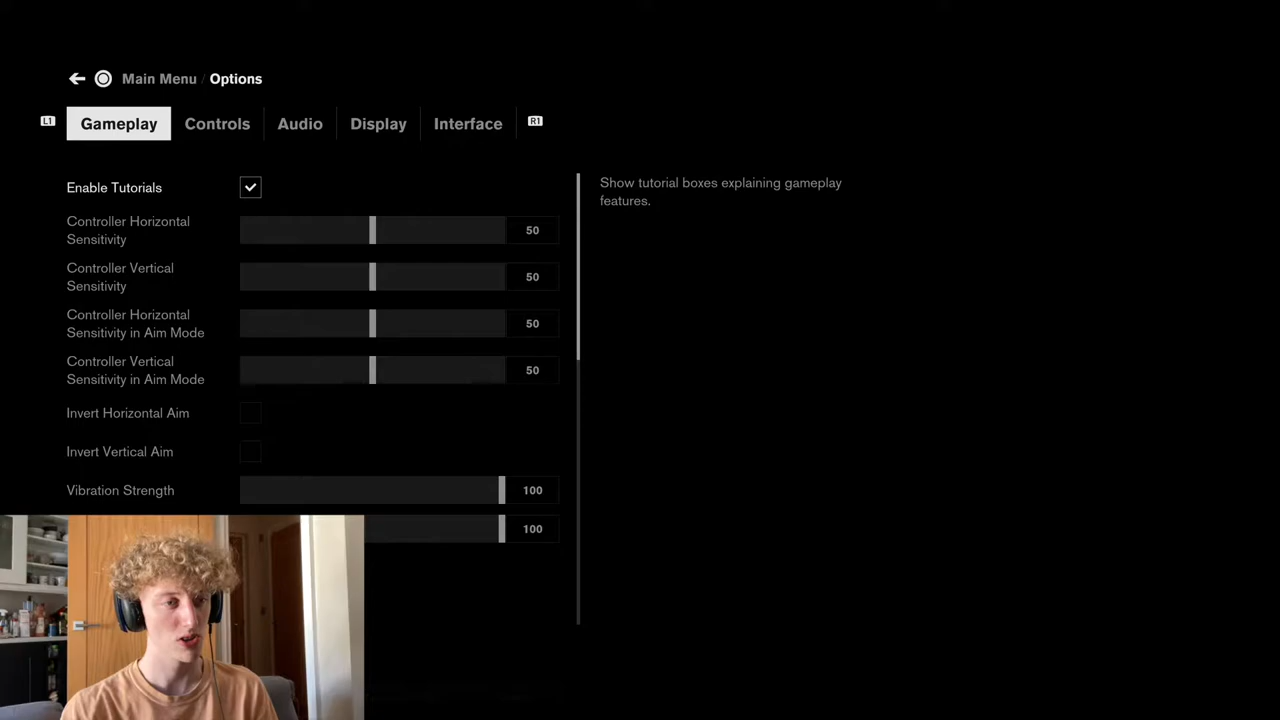 Main Menu / Options
L1 Gameplay Controls Audio Display Interface R1
Enable Tutorials
Show tutorial boxes explaining gameplay
features.
Controller Horizontal
Sensitivity
50
Controller Vertical
Sensitivity
50
Controller Horizontal
Sensitivity in Aim Mode
50
Controller Vertical
Sensitivity in Aim Mode
50
Invert Horizontal Aim
Invert Vertical Aim
Vibration Strength
100
100